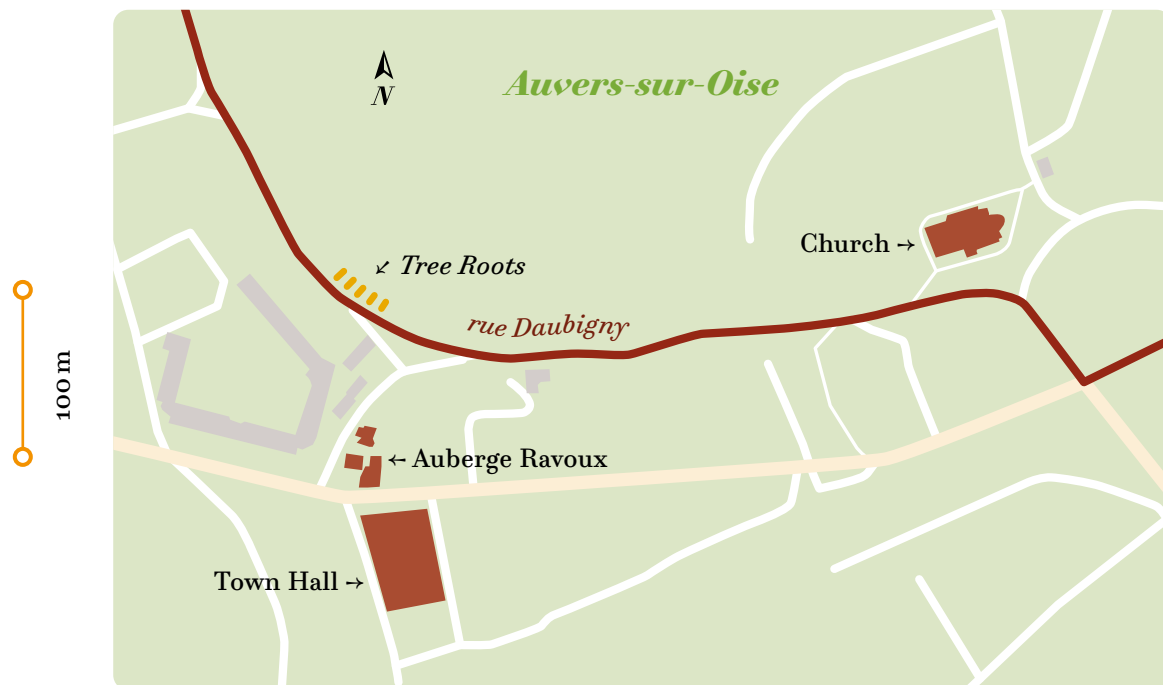 Auvers-sur-Oise
N
Church →
↙ Tree Roots
rue Daubigny
100 m
← Auberge Ravoux
Town Hall →